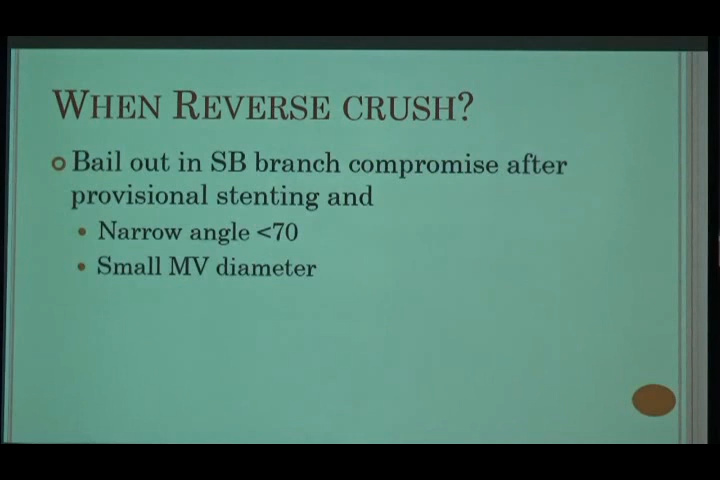 WHEN REVERSE CRUSH?
Bail out in SB branch compromise after
provisional stenting and
Narrow angle <70
Small MV diameter